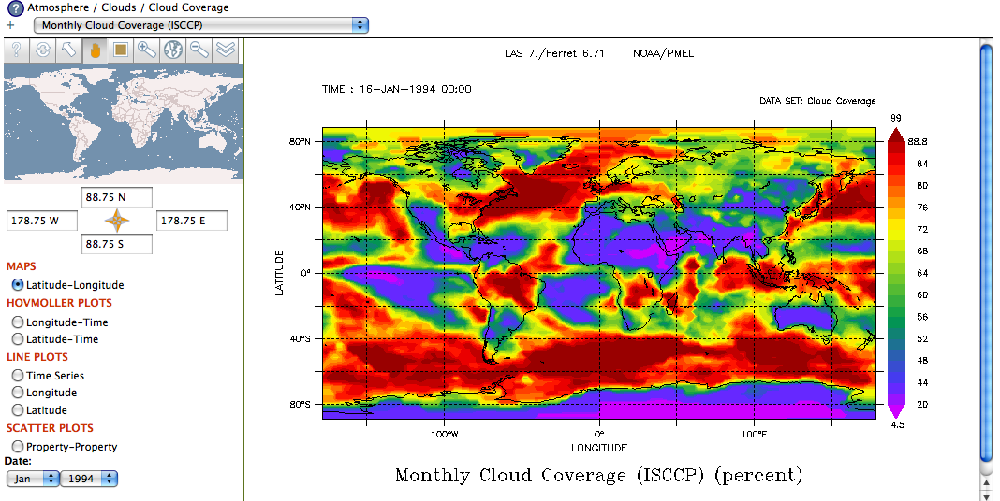 ? Atmosphere / Clouds / Cloud Coverage
+ Monthly Cloud Coverage (ISCCP)
?
88.75 N
178.75 W
178.75 E
88.75 S
MAPS
Latitude-Longitude
HOVMOLLER PLOTS
Longitude-Time
Latitude-Time
LINE PLOTS
Time Series
Longitude
Latitude
SCATTER PLOTS
Property-Property
Date:
Jan 1994
LAS 7./Ferret 6.71 NOAA/PMEL
TIME : 16-JAN-1994 00:00
DATA SET: Cloud Coverage
LATITUDE
80°N
40°N
0°
40°S
80°S
100°W 0° 100°E
LONGITUDE
99
88.8
84
80
76
72
68
64
60
56
52
48
44
20
4.5
Monthly Cloud Coverage (ISCCP) (percent)